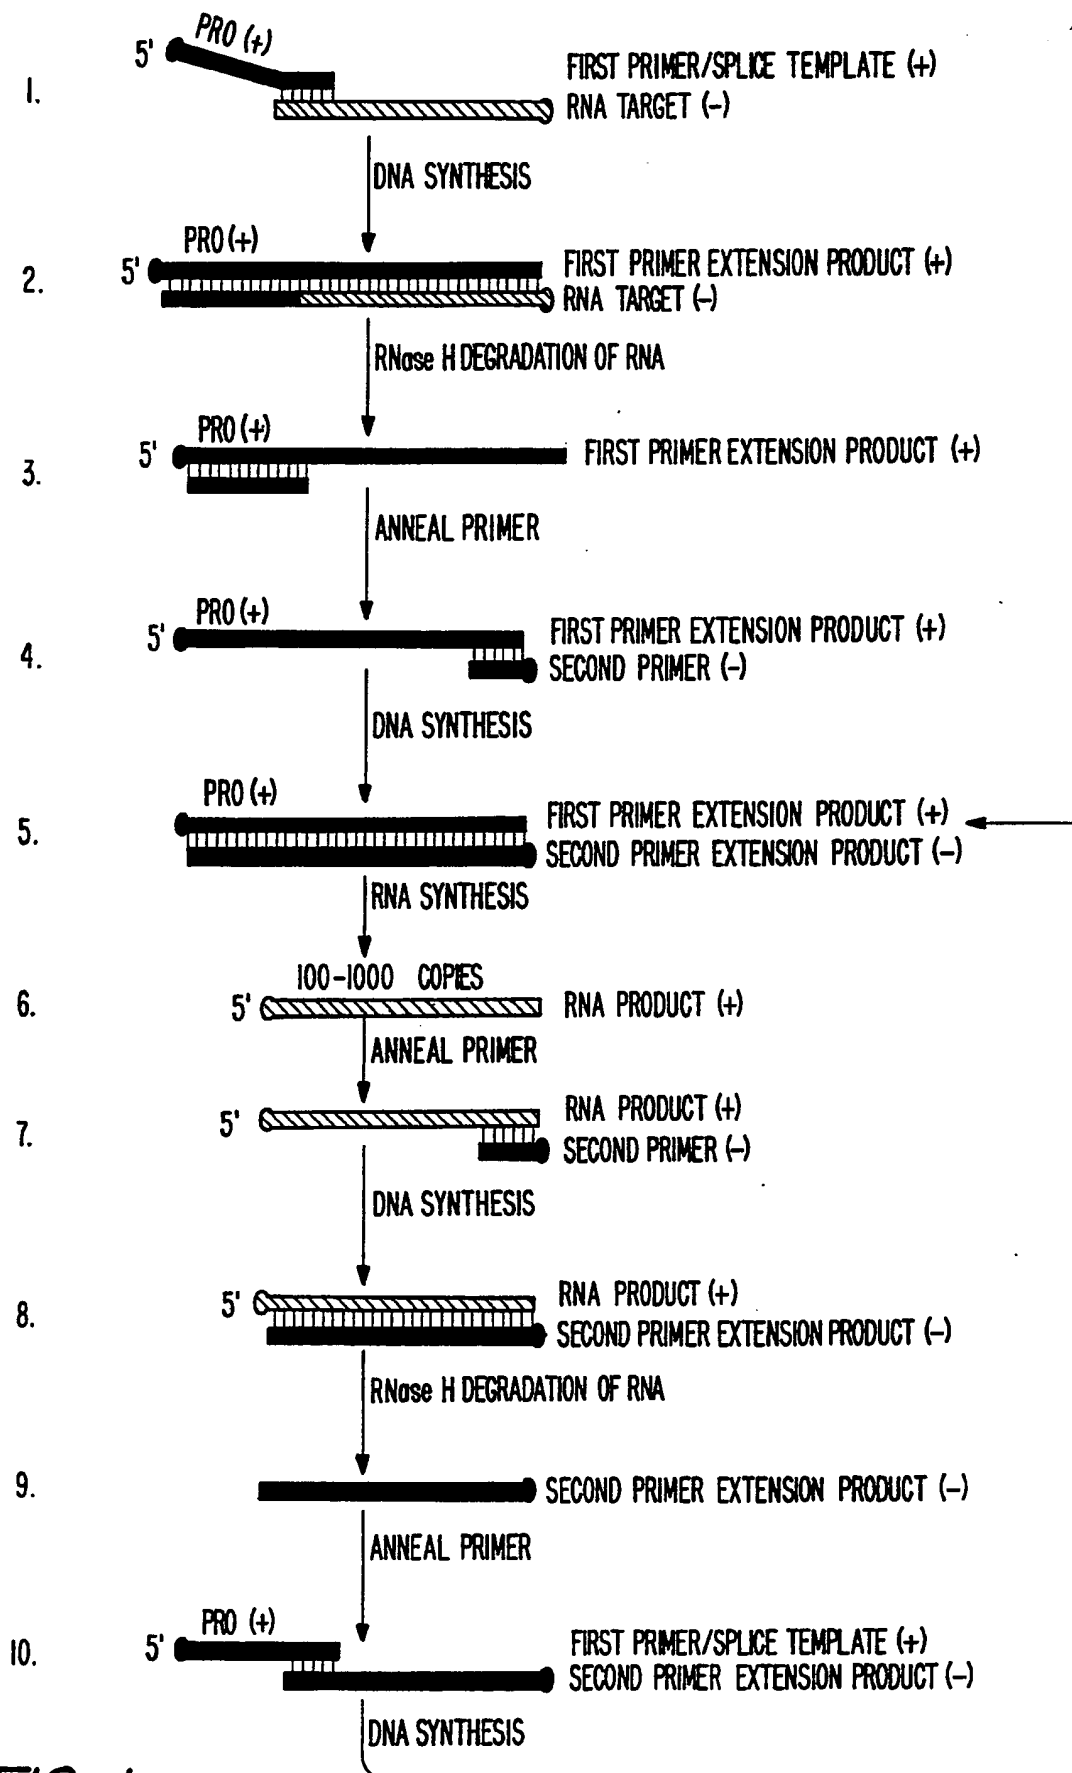 PRO (+)
5'
1.
FIRST PRIMER/SPLICE TEMPLATE (+)
RNA TARGET (-)
DNA SYNTHESIS
PRO (+)
5'
2.
FIRST PRIMER EXTENSION PRODUCT (+)
RNA TARGET (-)
RNase H DEGRADATION OF RNA
PRO (+)
5'
3.
FIRST PRIMER EXTENSION PRODUCT (+)
ANNEAL PRIMER
PRO (+)
5'
4.
FIRST PRIMER EXTENSION PRODUCT (+)
SECOND PRIMER (-)
DNA SYNTHESIS
PRO (+)
5.
FIRST PRIMER EXTENSION PRODUCT (+)
SECOND PRIMER EXTENSION PRODUCT (-)
RNA SYNTHESIS
100-1000 COPIES
6.
5'
RNA PRODUCT (+)
ANNEAL PRIMER
7.
5'
RNA PRODUCT (+)
SECOND PRIMER (-)
DNA SYNTHESIS
8.
5'
RNA PRODUCT (+)
SECOND PRIMER EXTENSION PRODUCT (-)
RNase H DEGRADATION OF RNA
9.
SECOND PRIMER EXTENSION PRODUCT (-)
ANNEAL PRIMER
PRO (+)
10.
5'
FIRST PRIMER/SPLICE TEMPLATE (+)
SECOND PRIMER EXTENSION PRODUCT (-)
DNA SYNTHESIS